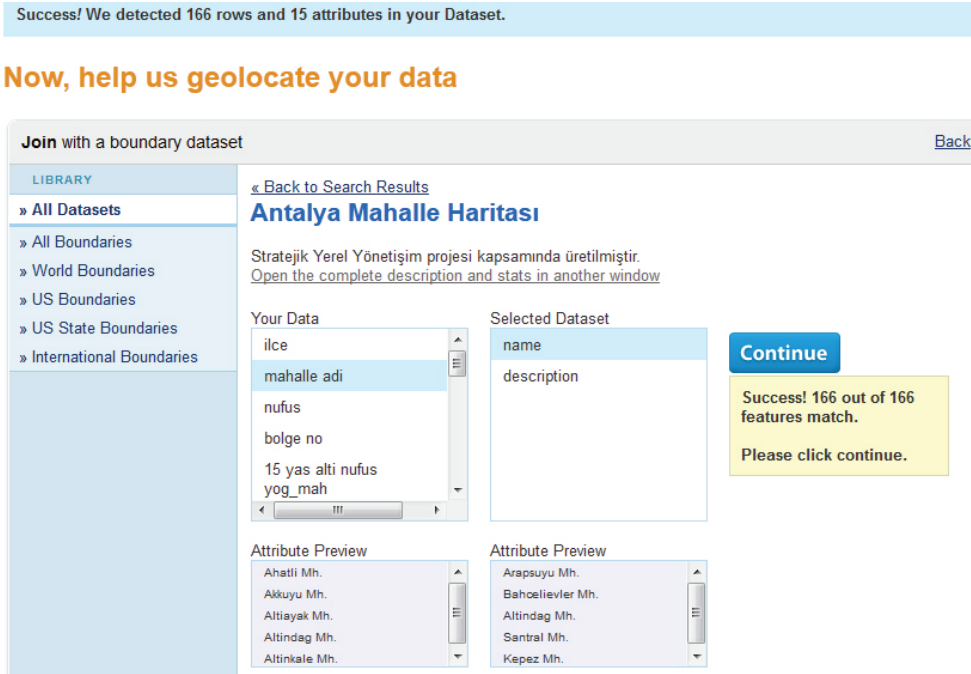 Success! We detected 166 rows and 15 attributes in your Dataset.
Now, help us geolocate your data
Join with a boundary dataset
Back
LIBRARY
» All Datasets
» All Boundaries
» World Boundaries
» US Boundaries
» US State Boundaries
» International Boundaries
« Back to Search Results
Antalya Mahalle Haritası
Stratejik Yerel Yönetişim projesi kapsamında üretilmiştir.
Open the complete description and stats in another window
Your Data
ilce
mahalle adi
nufus
bolge no
15 yas alti nufus
yog_mah
Selected Dataset
name
description
Continue
Success! 166 out of 166
features match.
Please click continue.
Attribute Preview
Ahatli Mh.
Akkuyu Mh.
Altiayak Mh.
Altindag Mh.
Altinkale Mh.
Attribute Preview
Arapsuyu Mh.
Bahcelievler Mh.
Altindag Mh.
Santral Mh.
Kepez Mh.